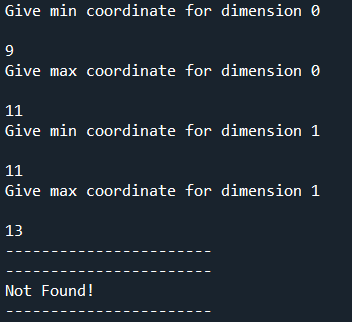 Give min coordinate for dimension 0
9
Give max coordinate for dimension 0
11
Give min coordinate for dimension 1
11
Give max coordinate for dimension 1
13
-----------------------
-----------------------
Not Found!
-----------------------